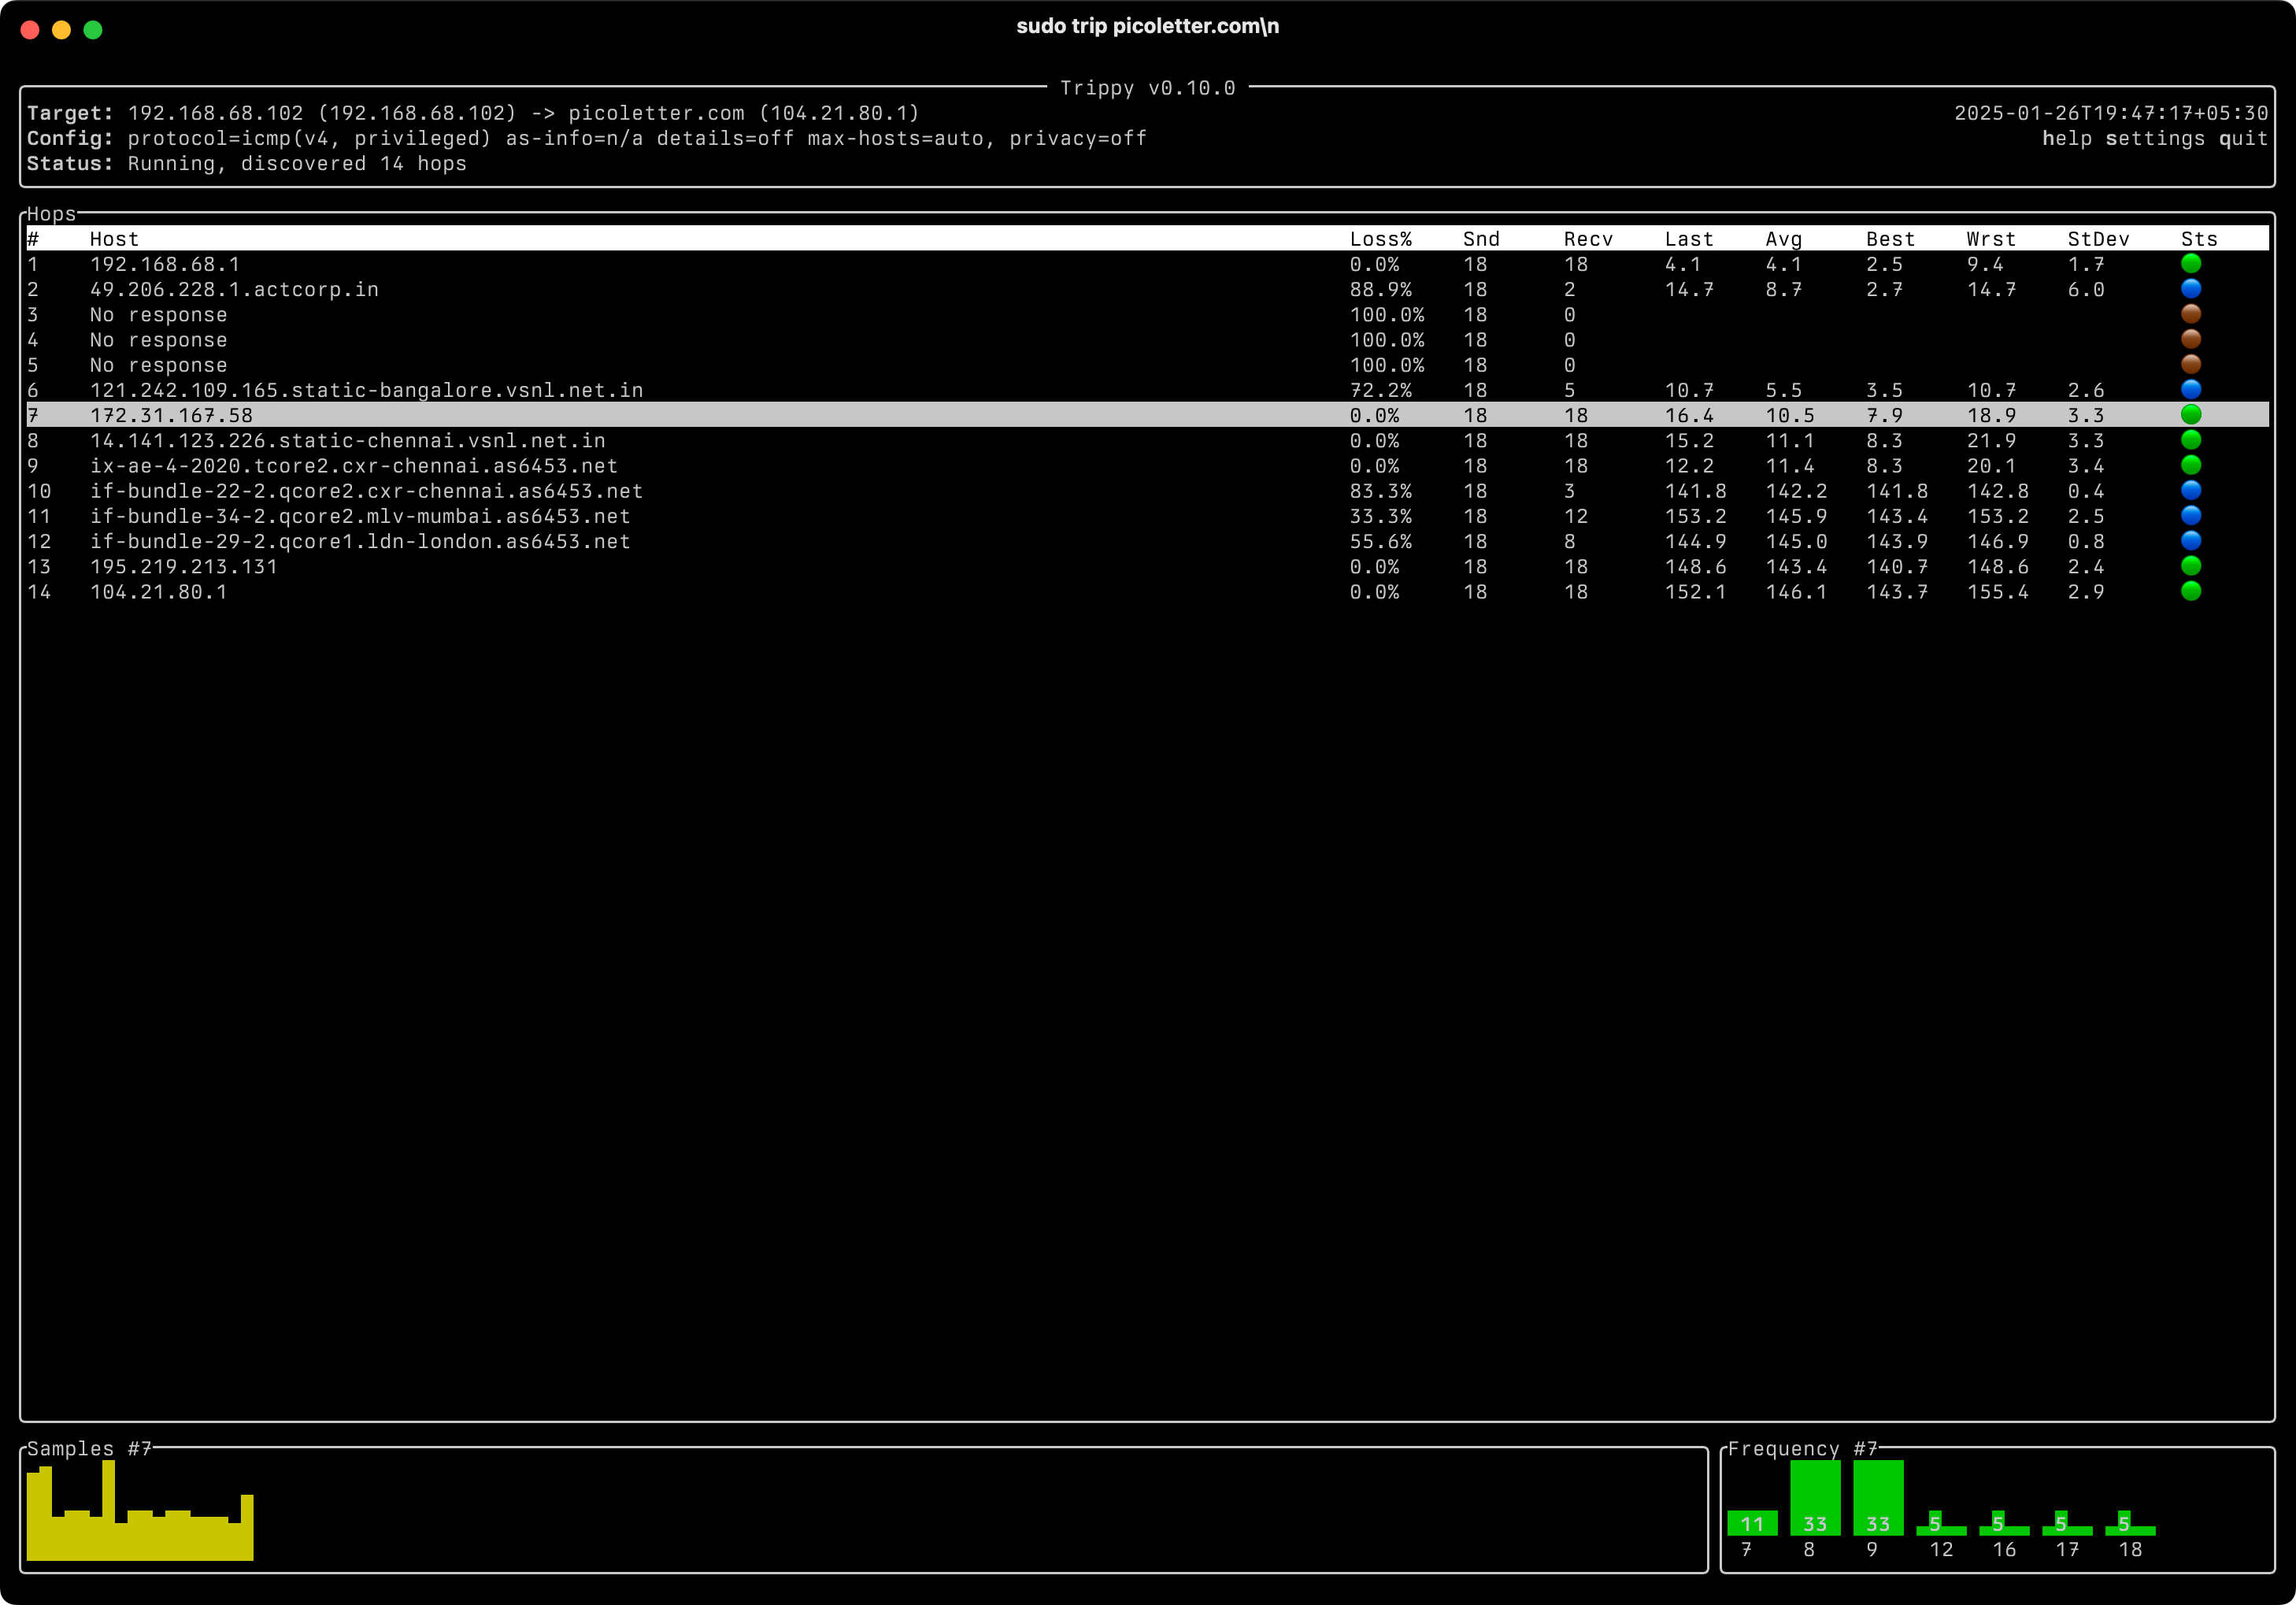 sudo trip picoletter.com\n
Trippy v0.10.0
Target: 192.168.68.102 (192.168.68.102) -> picoletter.com (104.21.80.1) 2025-01-26T19:47:17+05:30
Config: protocol=icmp(v4, privileged) as-info=n/a details=off max-hosts=auto, privacy=off help settings quit
Status: Running, discovered 14 hops
Hops
# Host Loss% Snd Recv Last Avg Best Wrst StDev Sts
1 192.168.68.1 0.0% 18 18 4.1 4.1 2.5 9.4 1.7
2 49.206.228.1.actcorp.in 88.9% 18 2 14.7 8.7 2.7 14.7 6.0
3 No response 100.0% 18 0
4 No response 100.0% 18 0
5 No response 100.0% 18 0
6 121.242.109.165.static-bangalore.vsnl.net.in 72.2% 18 5 10.7 5.5 3.5 10.7 2.6
7 172.31.167.58 0.0% 18 18 16.4 10.5 7.9 18.9 3.3
8 14.141.123.226.static-chennai.vsnl.net.in 0.0% 18 18 15.2 11.1 8.3 21.9 3.3
9 ix-ae-4-2020.tcore2.cxr-chennai.as6453.net 0.0% 18 18 12.2 11.4 8.3 20.1 3.4
10 if-bundle-22-2.qcore2.cxr-chennai.as6453.net 83.3% 18 3 141.8 142.2 141.8 142.8 0.4
11 if-bundle-34-2.qcore2.mlv-mumbai.as6453.net 33.3% 18 12 153.2 145.9 143.4 153.2 2.5
12 if-bundle-29-2.qcore1.ldn-london.as6453.net 55.6% 18 8 144.9 145.0 143.9 146.9 0.8
13 195.219.213.131 0.0% 18 18 148.6 143.4 140.7 148.6 2.4
14 104.21.80.1 0.0% 18 18 152.1 146.1 143.7 155.4 2.9
Samples #7
Frequency #7
11 33 33 5 5 5 5
7 8 9 12 16 17 18